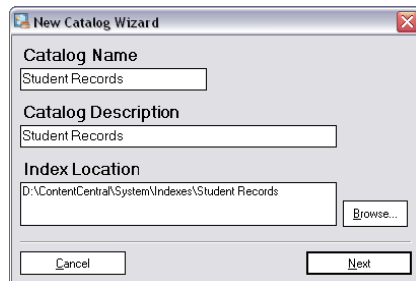 New Catalog Wizard
Catalog Name
Student Records
Catalog Description
Student Records
Index Location
D:\ContentCentral\System\Indexes\Student Records
Browse...
Cancel
Next